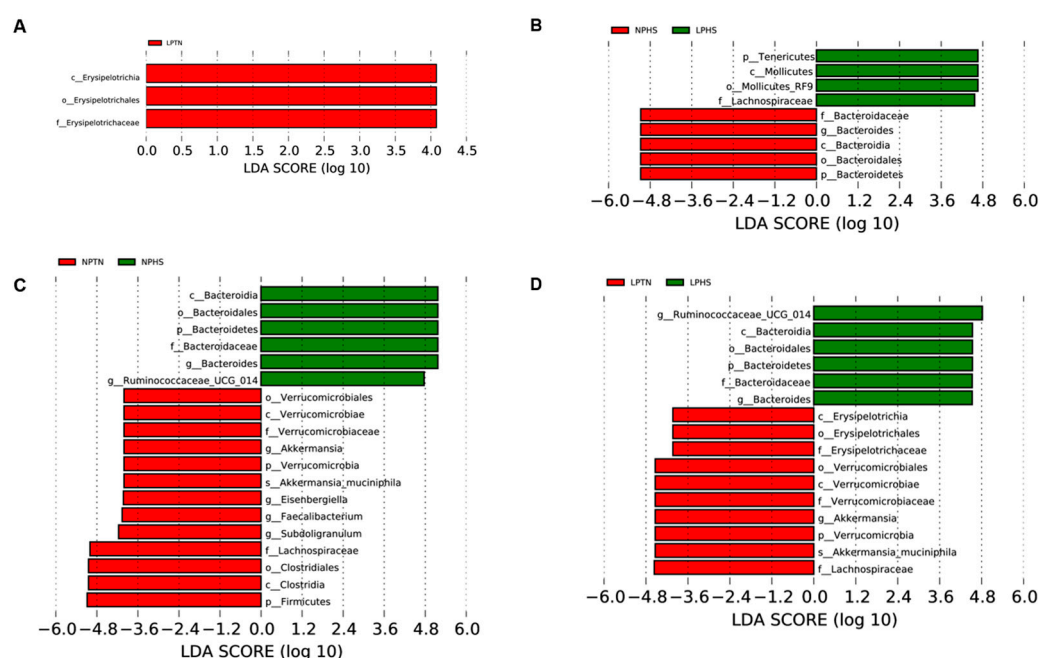 A
LPTN
c__Erysipelotrichia
o__Erysipelotrichales
f__Erysipelotrichaceae
0.0 0.5 1.0 1.5 2.0 2.5 3.0 3.5 4.0 4.5
LDA SCORE (log 10)
B
NPHS LPHS
p__Tenericutes
c__Mollicutes
o__Mollicutes_RF9
f__Lachnospiraceae
f__Bacteroidaceae
g__Bacteroides
c__Bacteroidia
o__Bacteroidales
p__Bacteroidetes
−6.0 −4.8 −3.6 −2.4 −1.2 0.0 1.2 2.4 3.6 4.8 6.0
LDA SCORE (log 10)
C
NPTN NPHS
c__Bacteroidia
o__Bacteroidales
p__Bacteroidetes
f__Bacteroidaceae
g__Bacteroides
g__Ruminococcaceae_UCG_014
o__Verrucomicrobiales
c__Verrucomicrobiae
f__Verrucomicrobiaceae
g__Akkermansia
p__Verrucomicrobia
s__Akkermansia_muciniphila
g__Eisenbergiella
g__Faecalibacterium
g__Subdoligranulum
f__Lachnospiraceae
o__Clostridiales
c__Clostridia
p__Firmicutes
−6.0 −4.8 −3.6 −2.4 −1.2 0.0 1.2 2.4 3.6 4.8 6.0
LDA SCORE (log 10)
D
LPTN LPHS
g__Ruminococcaceae_UCG_014
c__Bacteroidia
o__Bacteroidales
p__Bacteroidetes
f__Bacteroidaceae
g__Bacteroides
c__Erysipelotrichia
o__Erysipelotrichales
f__Erysipelotrichaceae
o__Verrucomicrobiales
c__Verrucomicrobiae
f__Verrucomicrobiaceae
g__Akkermansia
p__Verrucomicrobia
s__Akkermansia_muciniphila
f__Lachnospiraceae
−6.0 −4.8 −3.6 −2.4 −1.2 0.0 1.2 2.4 3.6 4.8 6.0
LDA SCORE (log 10)